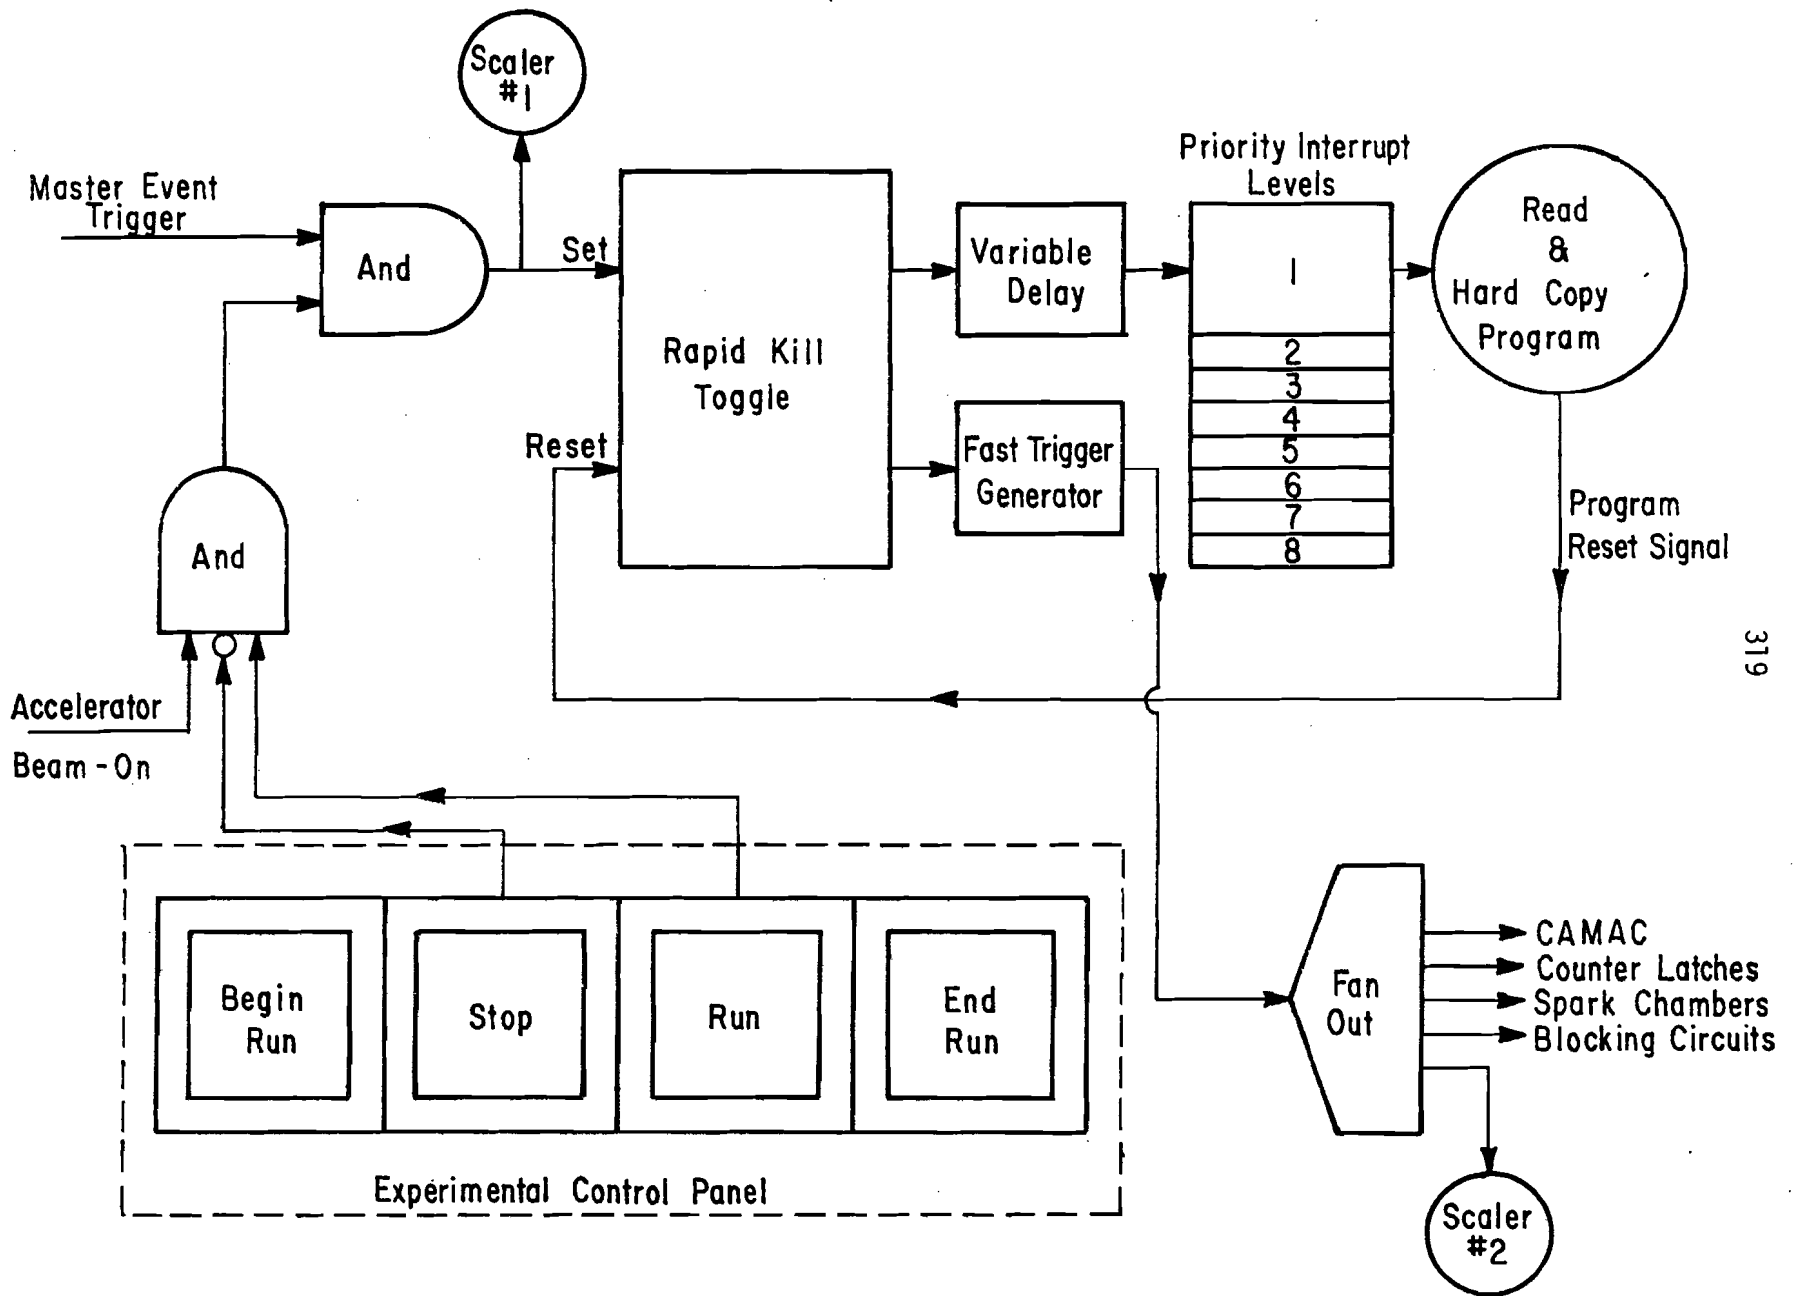 Scaler
#1
Master Event
Trigger
And
Set
Rapid Kill
Toggle
Reset
Variable
Delay
Fast Trigger
Generator
Priority Interrupt
Levels
1
2
3
4
5
6
7
8
Read
&
Hard Copy
Program
Program
Reset Signal
319
And
Accelerator
Beam-On
Begin
Run
Stop
Run
End
Run
Experimental Control Panel
Fan
Out
CAMAC
Counter Latches
Spark Chambers
Blocking Circuits
Scaler
#2